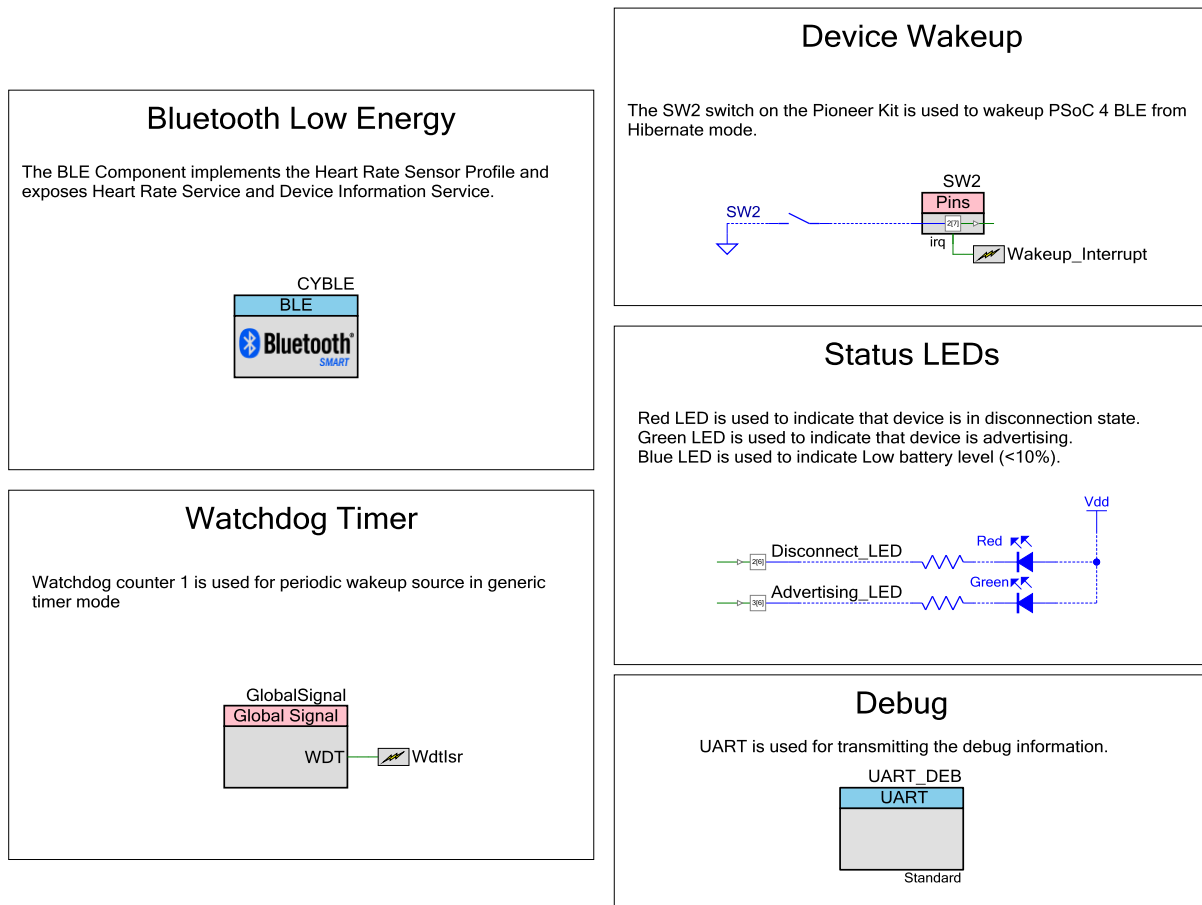 Bluetooth Low Energy
The BLE Component implements the Heart Rate Sensor Profile and
exposes Heart Rate Service and Device Information Service.
CYBLE
BLE
Bluetooth®
SMART
Watchdog Timer
Watchdog counter 1 is used for periodic wakeup source in generic
timer mode
GlobalSignal
Global Signal
WDT
WdtIsr
Device Wakeup
The SW2 switch on the Pioneer Kit is used to wakeup PSoC 4 BLE from
Hibernate mode.
SW2
Pins
SW2
2[7]
irq
Wakeup_Interrupt
Status LEDs
Red LED is used to indicate that device is in disconnection state.
Green LED is used to indicate that device is advertising.
Blue LED is used to indicate Low battery level (<10%).
Vdd
Red
2[6] Disconnect_LED
Green
3[6] Advertising_LED
Debug
UART is used for transmitting the debug information.
UART_DEB
UART
Standard